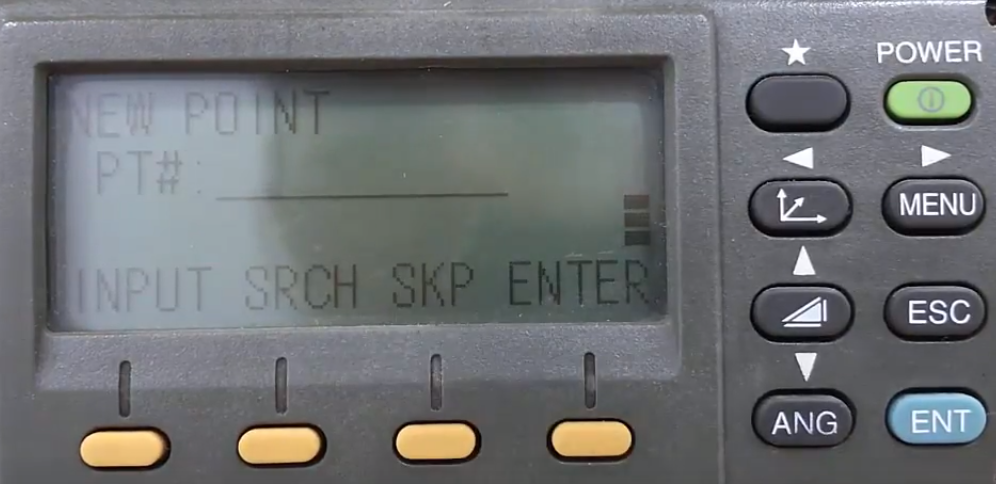 NEW POINT
PT#:
INPUT SRCH SKP ENTER
★ POWER
MENU
ESC
ANG ENT